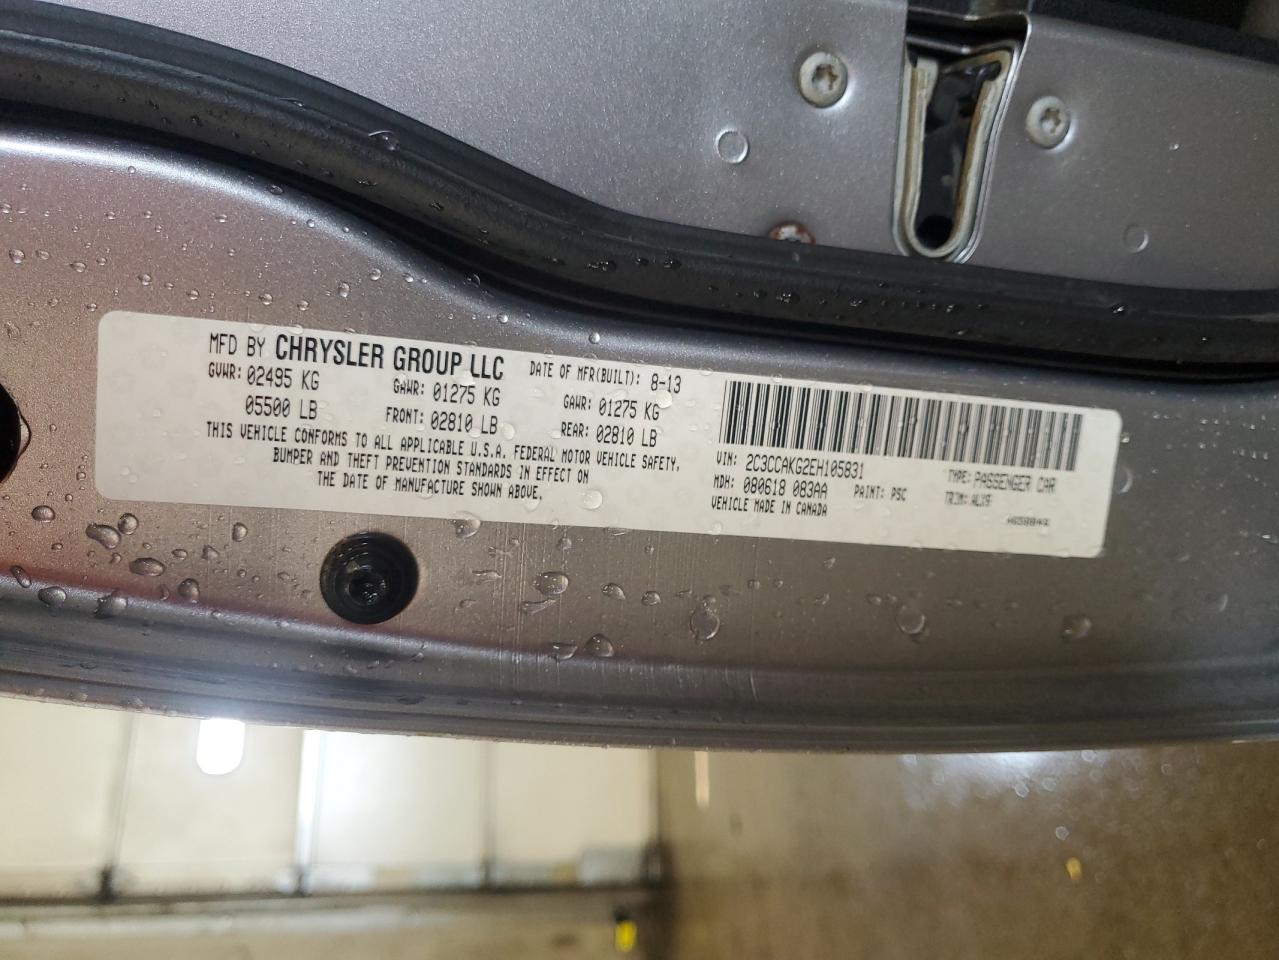 MFD BY CHRYSLER GROUP LLC DATE OF MFR(BUILT): 8-13
GVWR: 02495 KG GAWR: 01275 KG GAWR: 01275 KG
05500 LB FRONT: 02810 LB REAR: 02810 LB
THIS VEHICLE CONFORMS TO ALL APPLICABLE U.S.A. FEDERAL MOTOR VEHICLE SAFETY,
BUMPER AND THEFT PREVENTION STANDARDS IN EFFECT ON
THE DATE OF MANUFACTURE SHOWN ABOVE.
VIN: 2C3CCAKG2EH105831 TYPE: PASSENGER CAR
MDH: 080618 083AA PAINT: PSC TRIM: ALX9
VEHICLE MADE IN CANADA